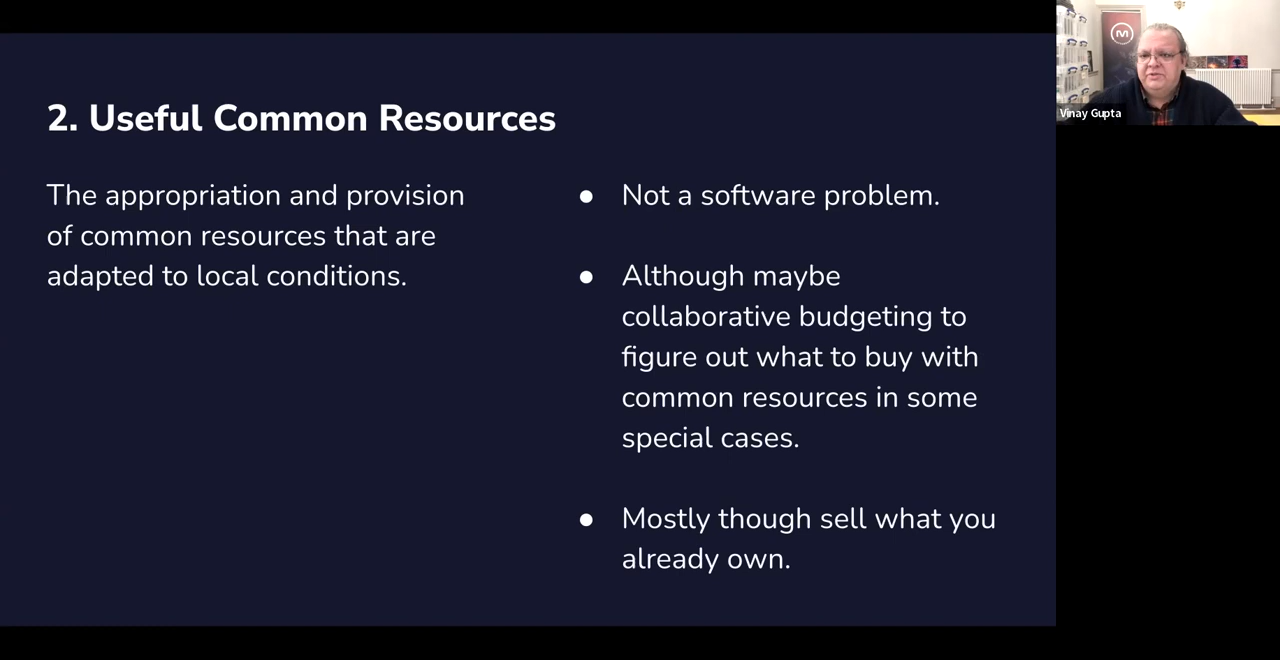 2. Useful Common Resources
The appropriation and provision
of common resources that are
adapted to local conditions.
● Not a software problem.
● Although maybe
collaborative budgeting to
figure out what to buy with
common resources in some
special cases.
● Mostly though sell what you
already own.
M
Vinay Gupta